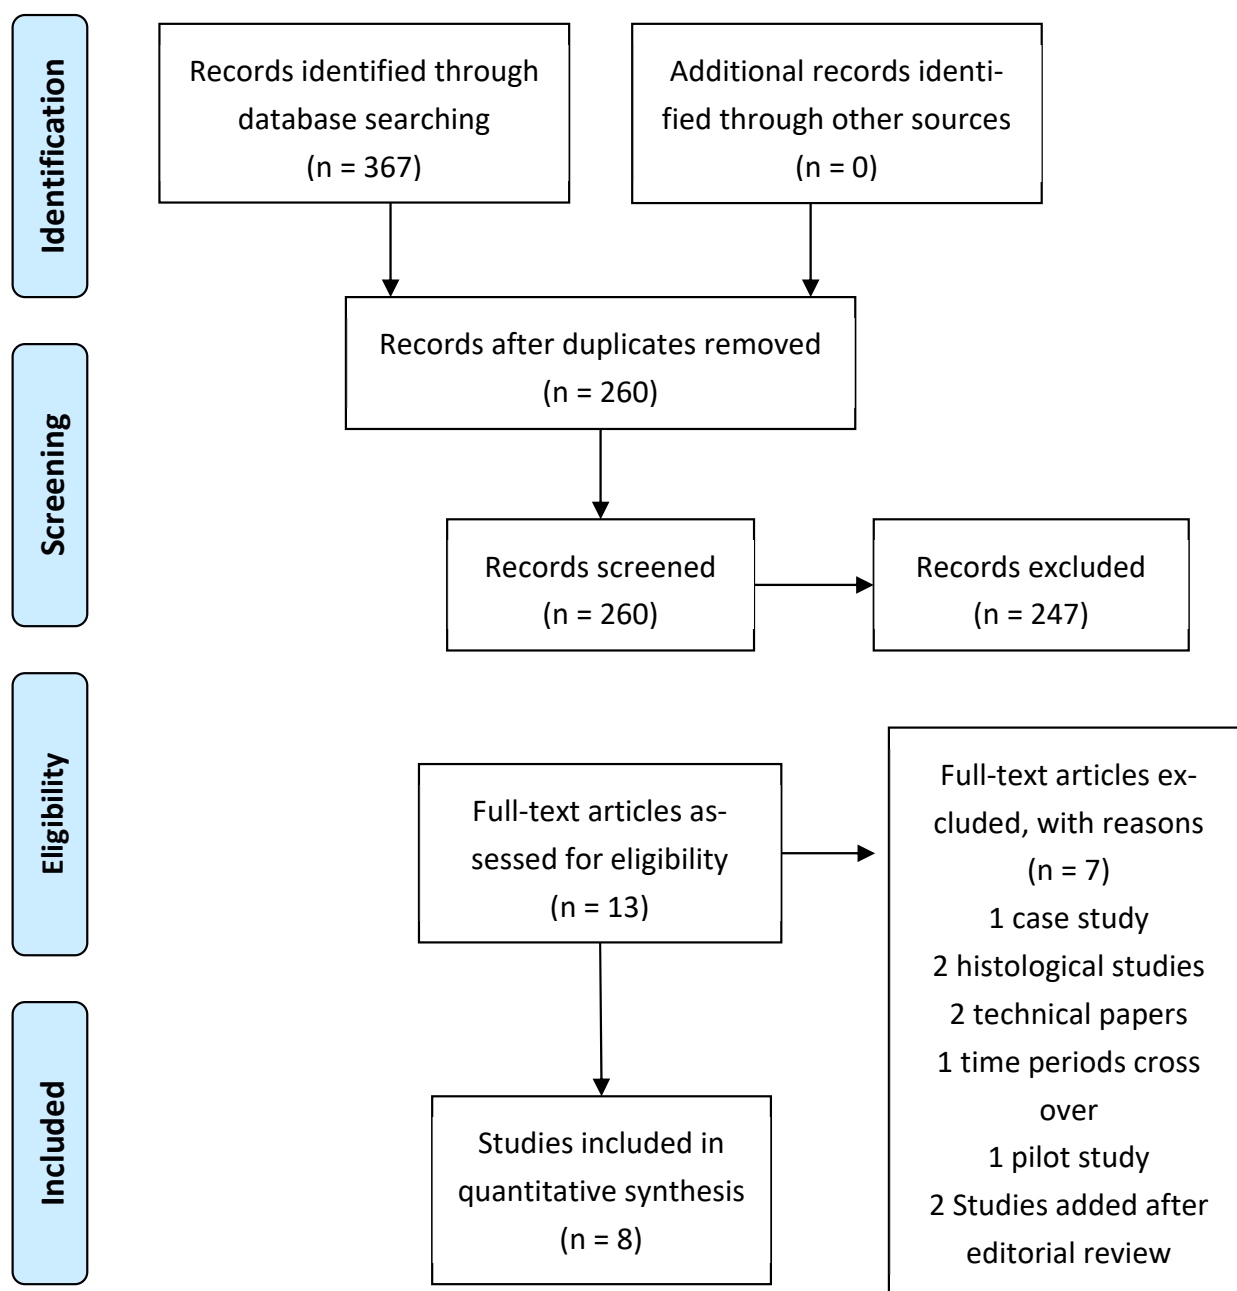 Identification
Records identified through
database searching
(n = 367)
Additional records identi-
fied through other sources
(n = 0)
Records after duplicates removed
(n = 260)
Screening
Records screened
(n = 260)
Records excluded
(n = 247)
Eligibility
Full-text articles as-
sessed for eligibility
(n = 13)
Full-text articles ex-
cluded, with reasons
(n = 7)
1 case study
2 histological studies
2 technical papers
1 time periods cross
over
1 pilot study
2 Studies added after
editorial review
Included
Studies included in
quantitative synthesis
(n = 8)